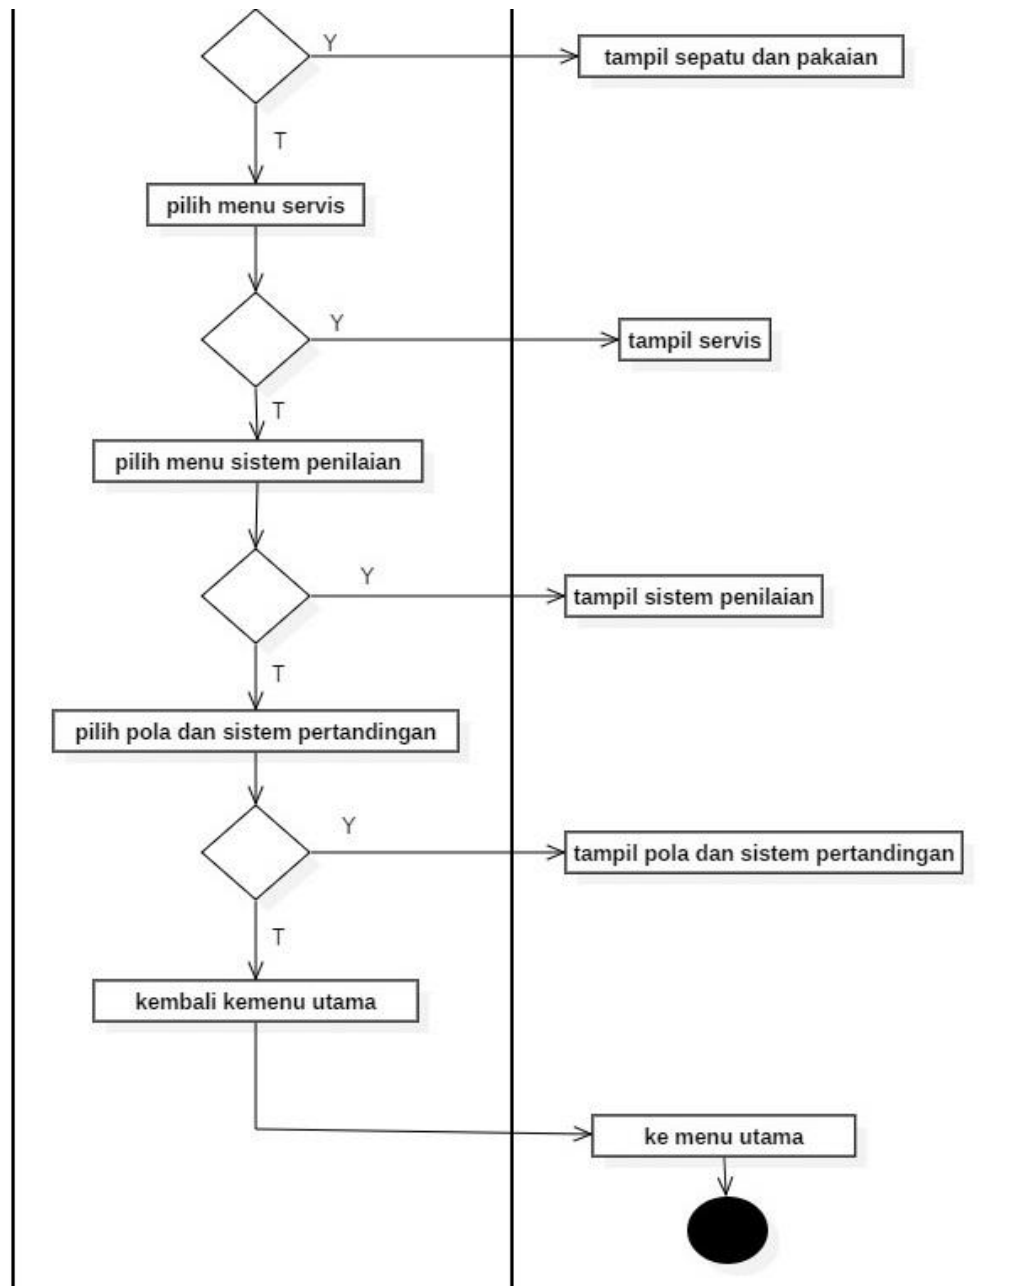 Y
tampil sepatu dan pakaian
T
pilih menu servis
Y
tampil servis
T
pilih menu sistem penilaian
Y
tampil sistem penilaian
T
pilih pola dan sistem pertandingan
Y
tampil pola dan sistem pertandingan
T
kembali kemenu utama
ke menu utama